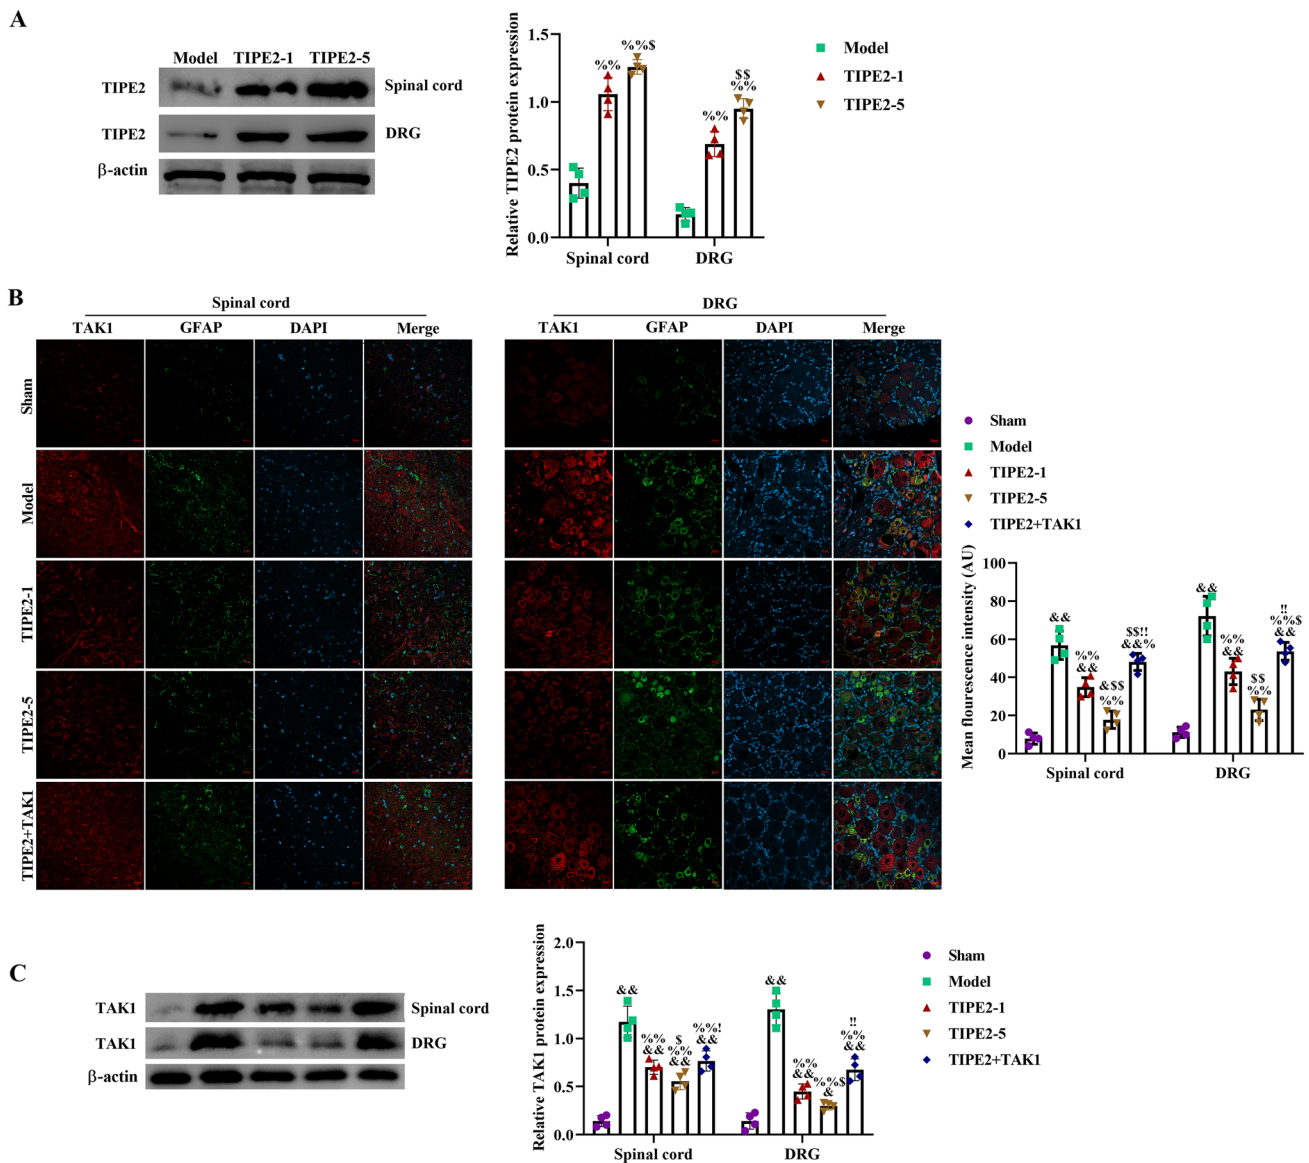 A
Model TIPE2-1 TIPE2-5
TIPE2 Spinal cord
TIPE2 DRG
β-actin
Relative TIPE2 protein expression
1.5
1.0
0.5
0.0
%% %%$
%% $$
%%
Spinal cord DRG
Model
TIPE2-1
TIPE2-5
B
Spinal cord DRG
TAK1 GFAP DAPI Merge TAK1 GFAP DAPI Merge
Sham
Model
TIPE2-1
TIPE2-5
TIPE2+TAK1
Sham
Model
TIPE2-1
TIPE2-5
TIPE2+TAK1
Mean flourescence intensity (AU)
100
80
60
40
20
0
&&
%%
&&
&$$
%%
$$!!
&&%
&&
%%
&&
$$
%%
!!
%%$
&&
Spinal cord DRG
C
TAK1 Spinal cord
TAK1 DRG
β-actin
Relative TAK1 protein expression
2.0
1.5
1.0
0.5
0.0
&&
%%
&&
$
%%
&&
%%!
&&
&&
%%
&&
%%$
&
!!
%%
&&
Spinal cord DRG
Sham
Model
TIPE2-1
TIPE2-5
TIPE2+TAK1